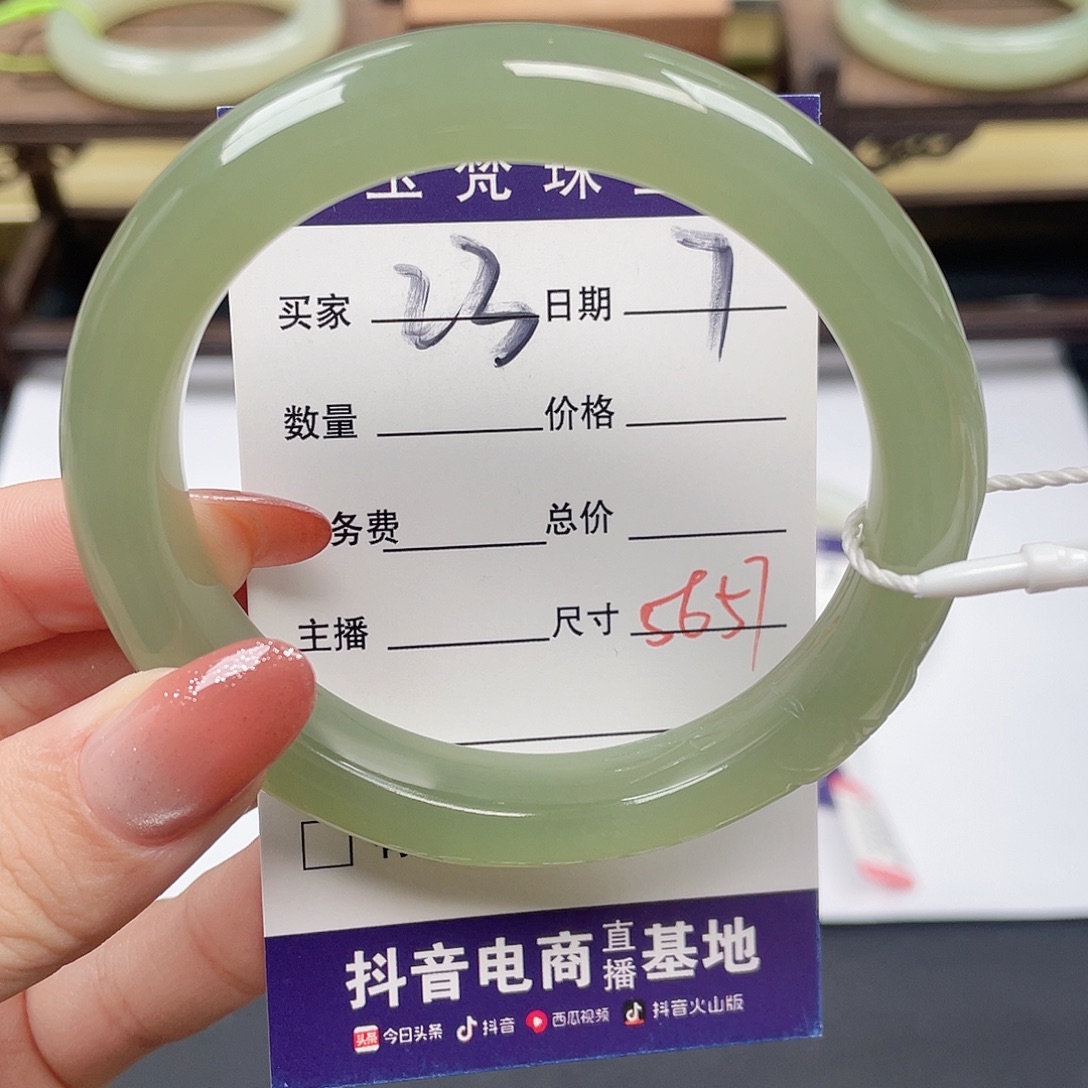 梵珠
买家 23 日期 7
数量 价格
务费 总价
主播 尺寸 5657
抖音电商直播基地
今日头条 抖音 西瓜视频 抖音火山版